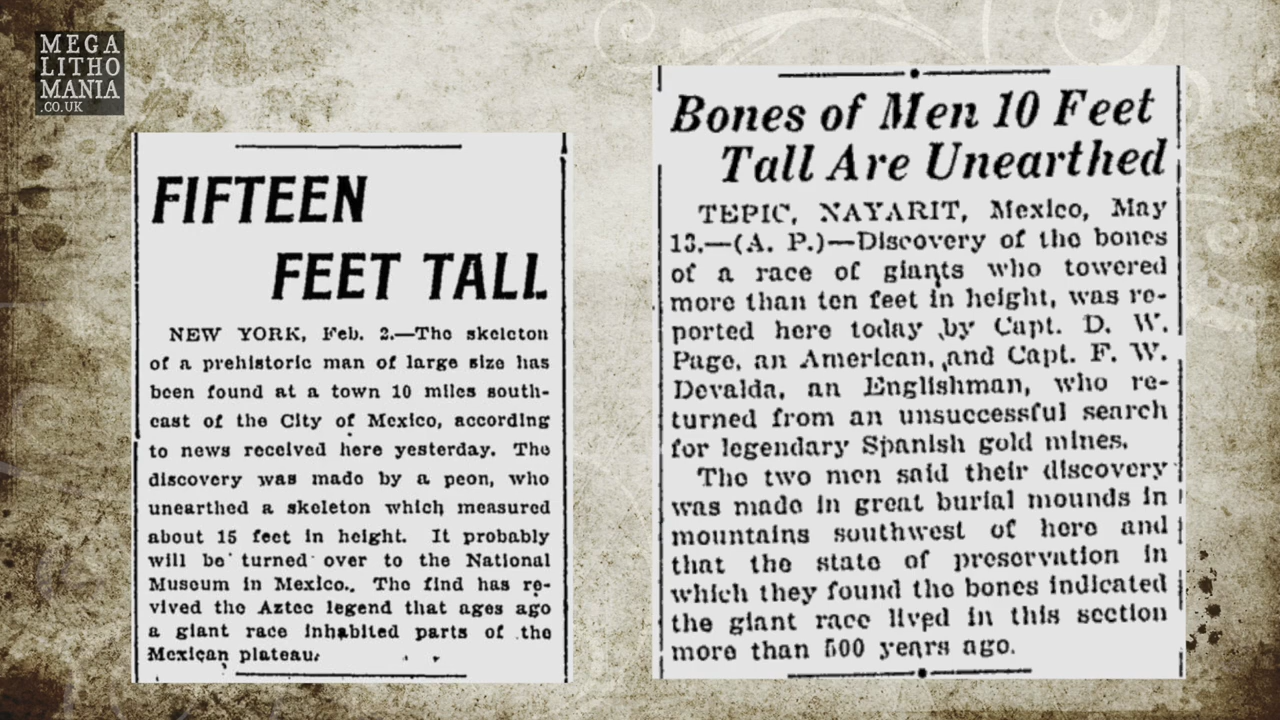 MEGA
LITHO
MANIA
.CO.UK
FIFTEEN
FEET TALL
NEW YORK, Feb. 2.—The skeleton
of a prehistoric man of large size has
been found at a town 10 miles south-
east of the City of Mexico, according
to news received here yesterday. The
discovery was made by a peon, who
unearthed a skeleton which measured
about 15 feet in height. It probably
will be turned over to the National
Museum in Mexico. The find has re-
vived the Aztec legend that ages ago
a giant race inhabited parts of the
Mexican plateau.
Bones of Men 10 Feet
Tall Are Unearthed
TEPIC, NAYARIT, Mexico, May
13.—(A. P.)—Discovery of the bones
of a race of giants who towered
more than ten feet in height, was re-
ported here today by Capt. D. W.
Page, an American, and Capt. F. W.
Devalda, an Englishman, who re-
turned from an unsuccessful search
for legendary Spanish gold mines.
The two men said their discovery
was made in great burial mounds in
mountains southwest of here and
that the state of preservation in
which they found the bones indicated
the giant race lived in this section
more than 500 years ago.